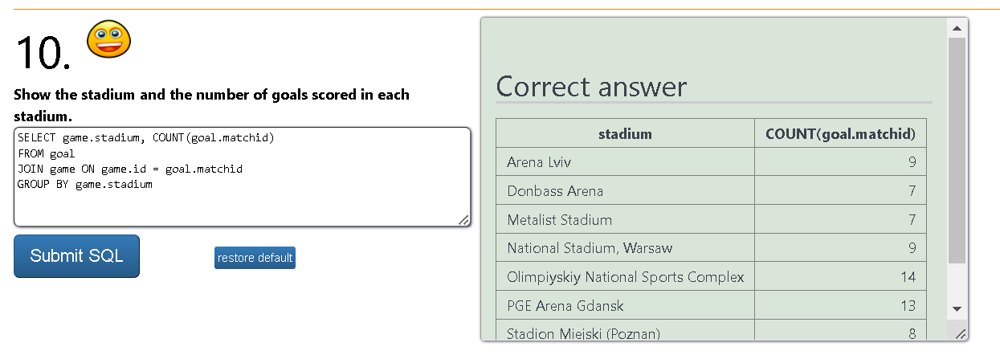 10.
Show the stadium and the number of goals scored in each
stadium.
SELECT game.stadium, COUNT(goal.matchid)
FROM goal
JOIN game ON game.id = goal.matchid
GROUP BY game.stadium
Submit SQL
restore default
Correct answer
stadium COUNT(goal.matchid)
Arena Lviv 9
Donbass Arena 7
Metalist Stadium 7
National Stadium, Warsaw 9
Olimpiyskiy National Sports Complex 14
PGE Arena Gdansk 13
Stadion Miejski (Poznan) 8